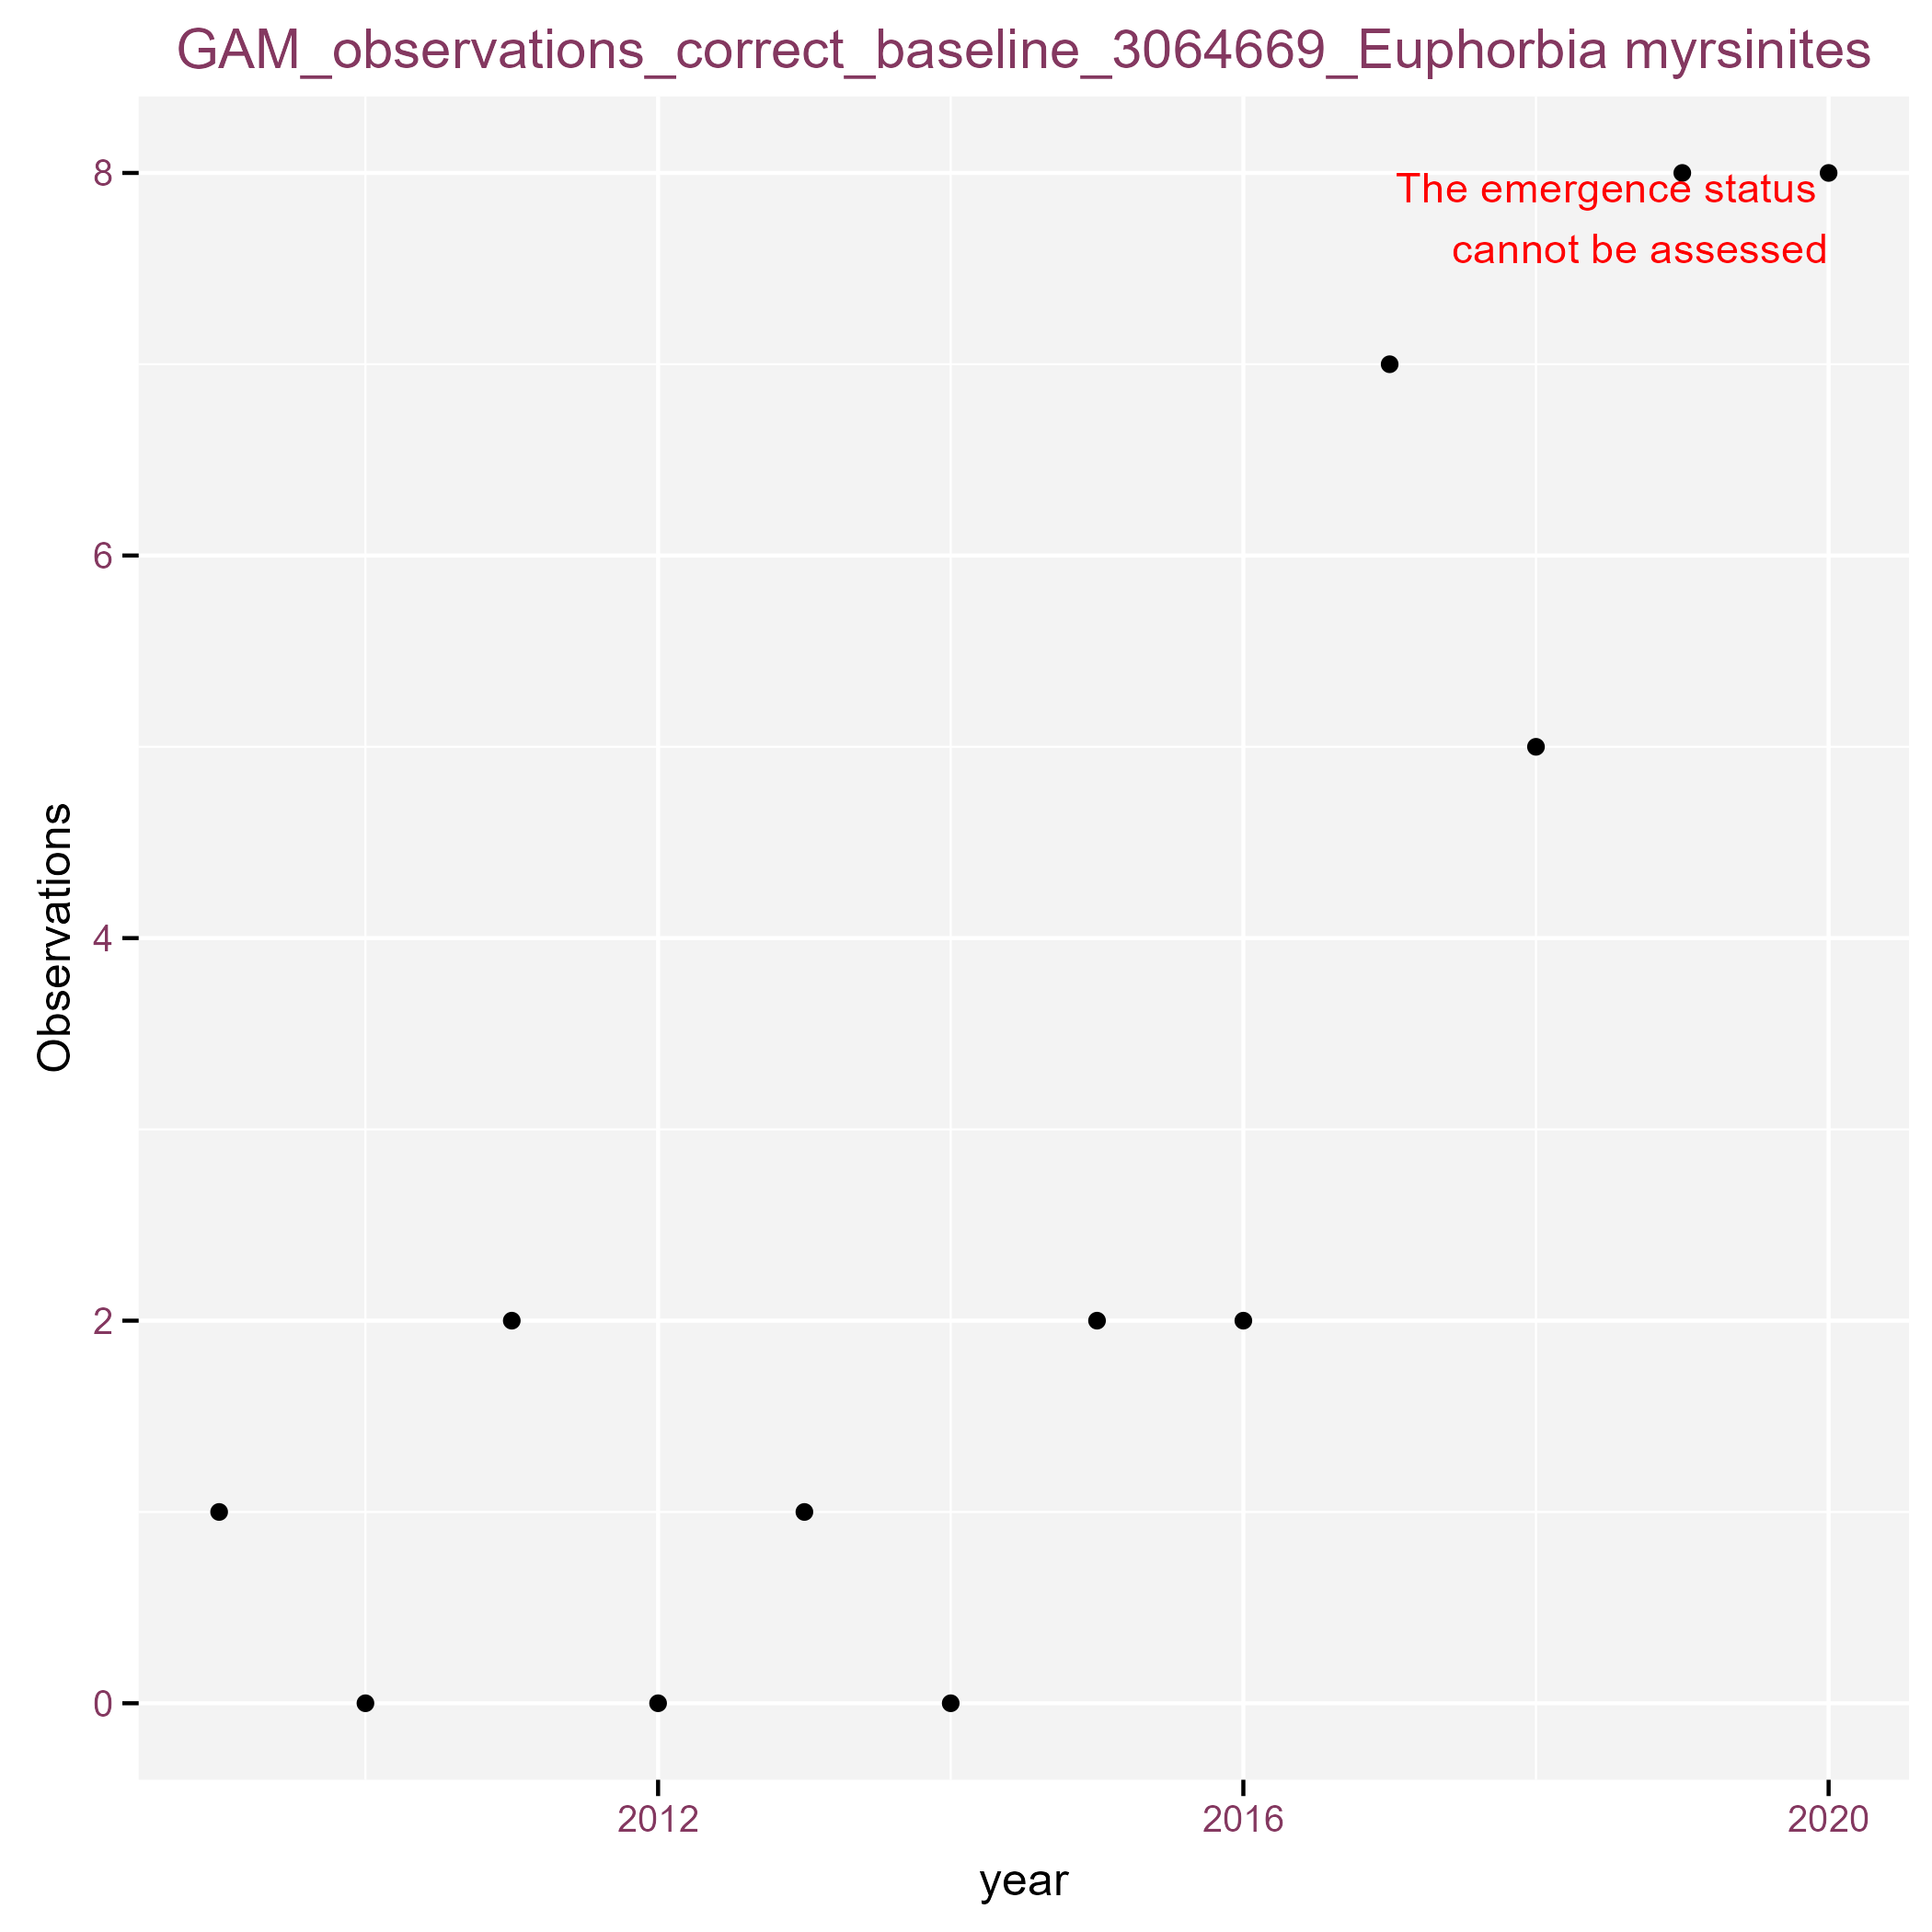 GAM_observations_correct_baseline_3064669_Euphorbia myrsinites
8
The emergence status
cannot be assessed
6
4
2
0
Observations
2012
2016
2020
year